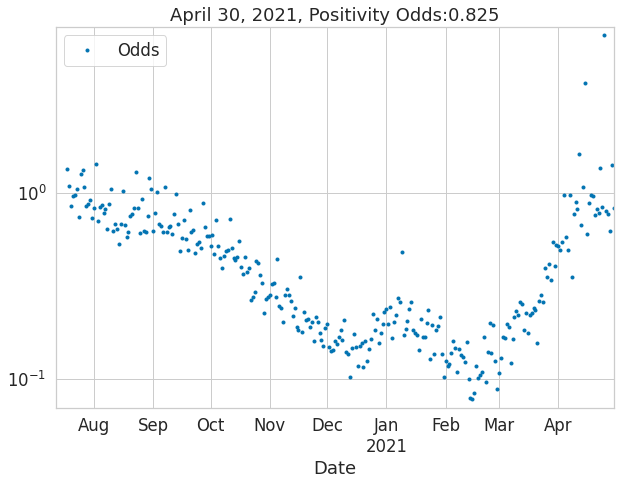 April 30, 2021, Positivity Odds:0.825
Odds
10⁰
10⁻¹
Aug Sep Oct Nov Dec Jan Feb Mar Apr
2021
Date